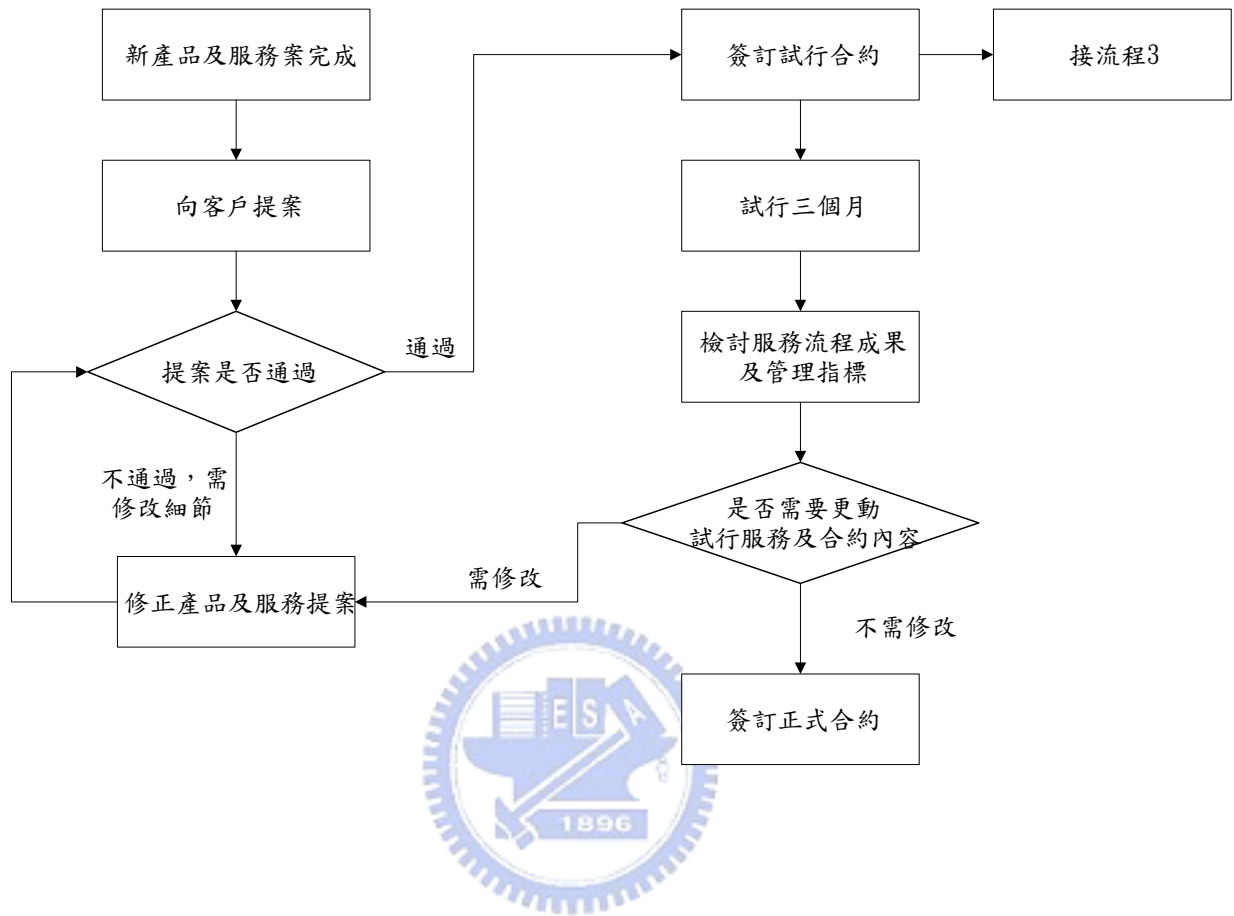 新產品及服務案完成
簽訂試行合約
接流程3
向客戶提案
試行三個月
提案是否通過
通過
檢討服務流程成果
及管理指標
不通過，需
修改細節
是否需要更動
試行服務及合約內容
修正產品及服務提案
需修改
不需修改
簽訂正式合約
E S A
1896